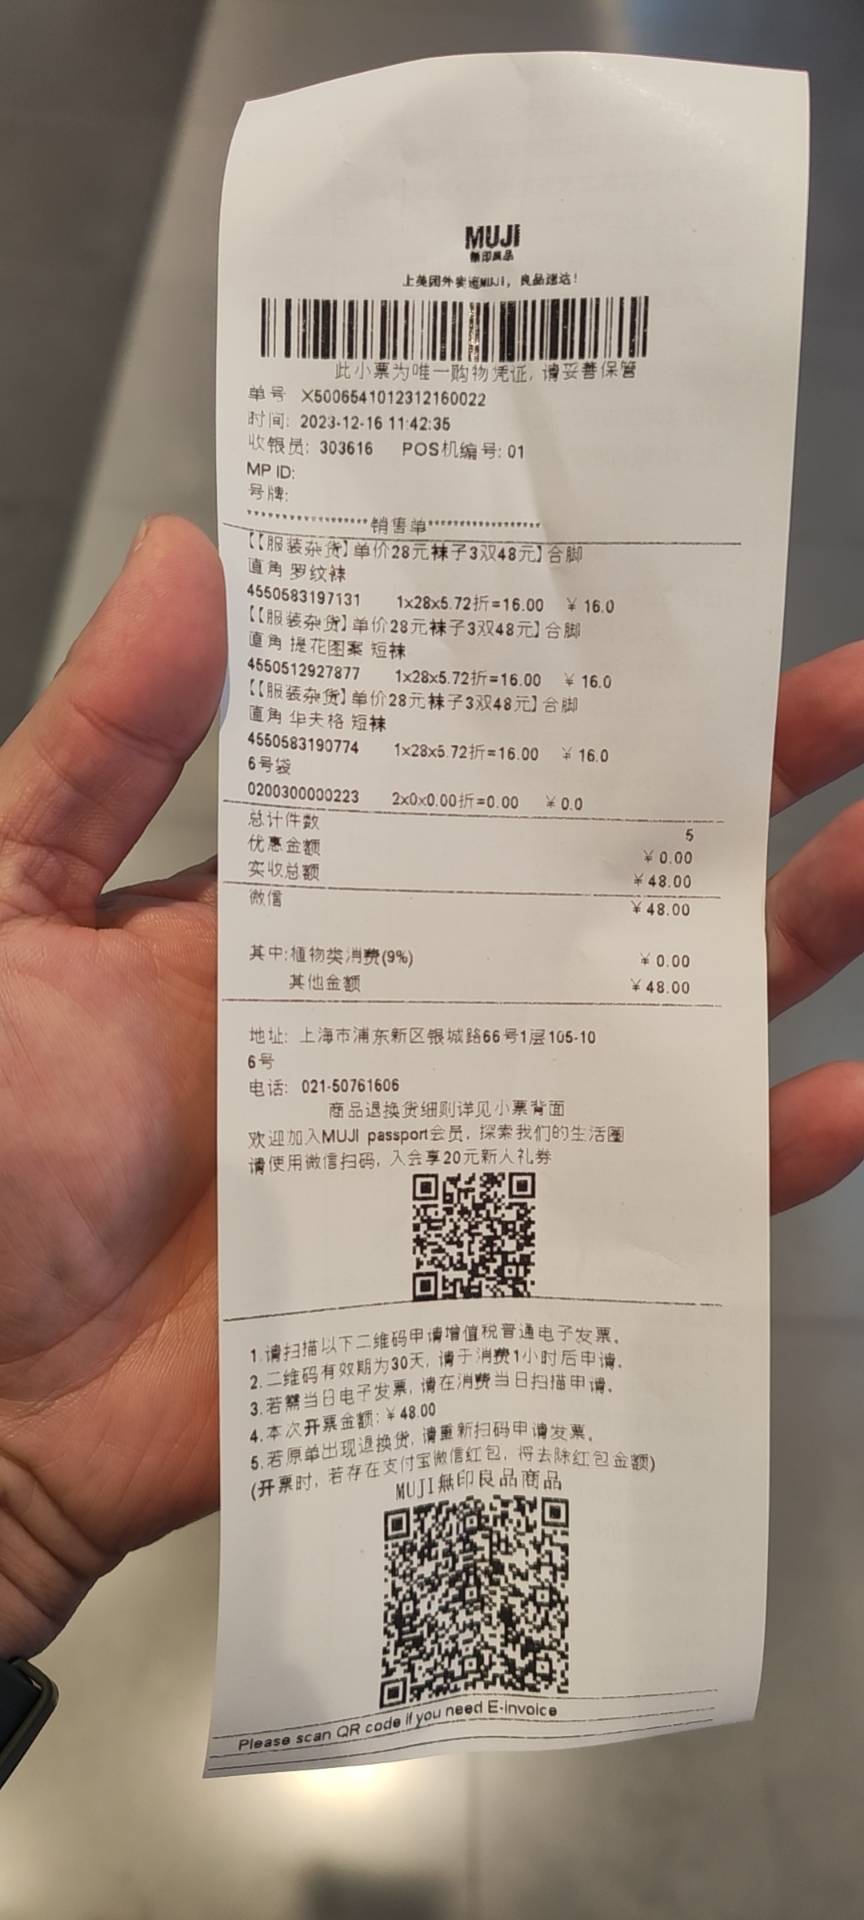 MUJI
無印良品
上美团外卖逛MUJI，良品速达！
此小票为唯一购物凭证, 请妥善保管
单号 X5006541012312160022
时间: 2023-12-16 11:42:35
收银员: 303616 POS机编号: 01
MP ID:
号牌:
******************销售单*****************
【【服装杂货】单价28元袜子3双48元】合脚
直角 罗纹袜
4550583197131 1x28x5.72折=16.00 ￥16.0
【【服装杂货】单价28元袜子3双48元】合脚
直角 提花图案 短袜
4550512927877 1x28x5.72折=16.00 ￥16.0
【【服装杂货】单价28元袜子3双48元】合脚
直角 华夫格 短袜
4550583190774 1x28x5.72折=16.00 ￥16.0
6号袋
0200300000223 2x0x0.00折=0.00 ￥0.0
总计件数 5
优惠金额 ￥0.00
实收总额 ￥48.00
微信 ￥48.00
其中:植物类消费(9%) ￥0.00
其他金额 ￥48.00
地址: 上海市浦东新区银城路66号1层105-10
6号
电话: 021-50761606
商品退换货细则详见小票背面
欢迎加入MUJI passport会员, 探索我们的生活圈
请使用微信扫码, 入会享20元新人礼券
1.请扫描以下二维码申请增值税普通电子发票。
2.二维码有效期为30天, 请于消费1小时后申请。
3.若需当日电子发票, 请在消费当日扫描申请。
4.本次开票金额: ￥48.00
5.若原单出现退换货, 请重新扫码申请发票。
(开票时, 若存在支付宝微信红包, 将去除红包金额)
MUJI無印良品商品
Please scan QR code if you need E-invoice